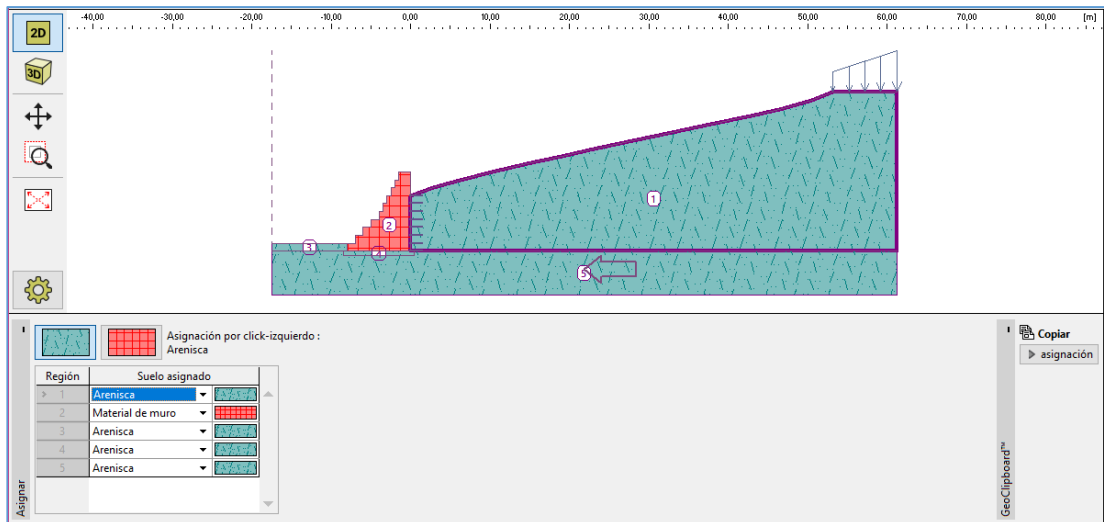 -40,00 -30,00 -20,00 -10,00 0,00 10,00 20,00 30,00 40,00 50,00 60,00 70,00 80,00 [m]
2D
3D
1
2
3
4
5
Asignación por click-izquierdo :
Arenisca
Región Suelo asignado
> 1 Arenisca
2 Material de muro
3 Arenisca
4 Arenisca
5 Arenisca
Asignar
GeoClipboard™
Copiar
asignación